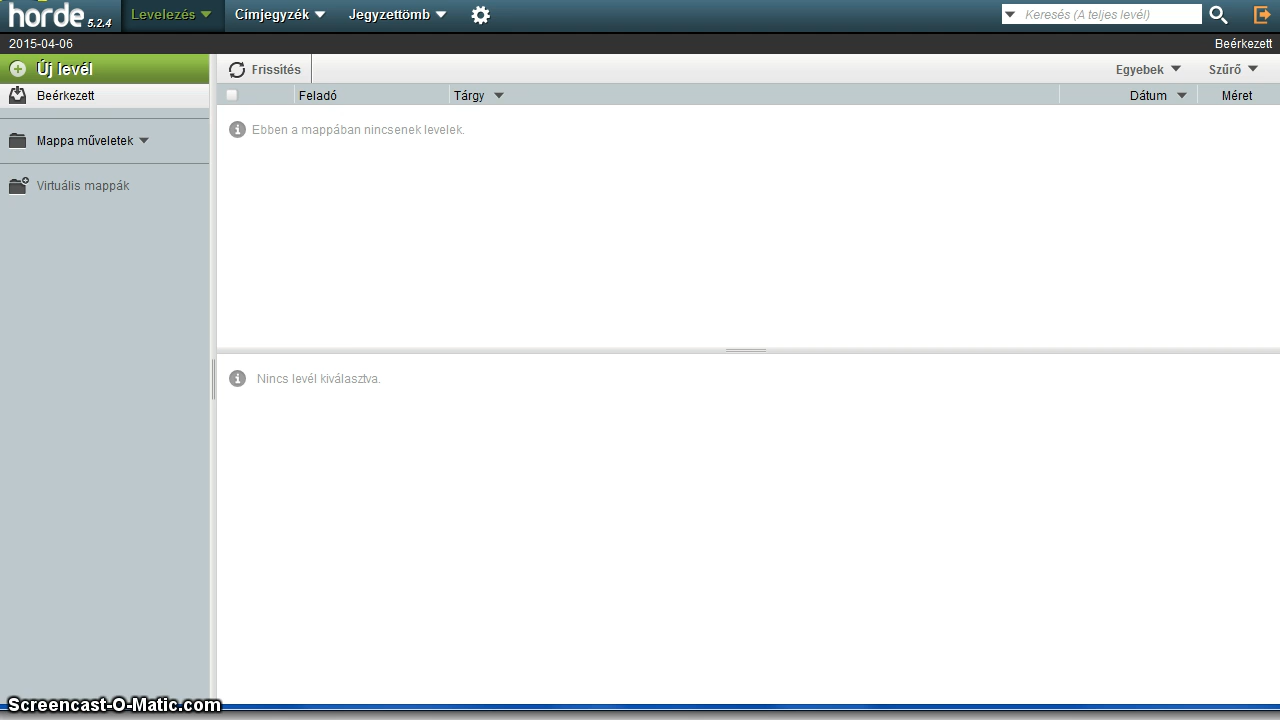 horde 5.2.4 Levelezés Címjegyzék Jegyzettömb Keresés (A teljes levél)
2015-04-06 Beérkezett
Új levél Frissítés Egyebek Szűrő
Beérkezett Feladó Tárgy Dátum Méret
Ebben a mappában nincsenek levelek.
Mappa műveletek
Virtuális mappák
Nincs levél kiválasztva.
Screencast-O-Matic.com